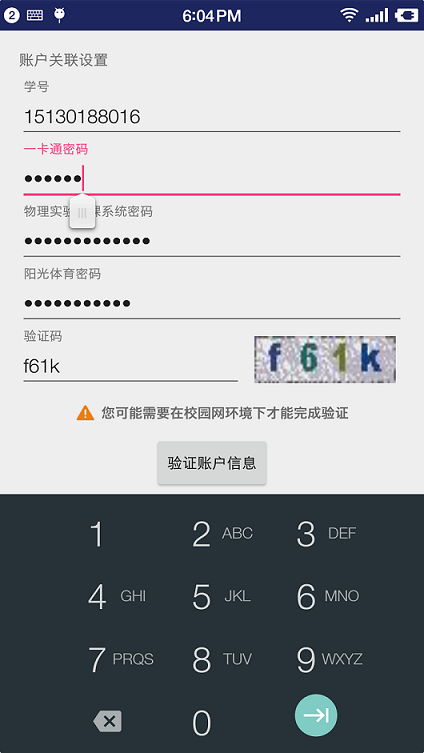 2 6:04PM
账户关联设置
学号
15130188016
一卡通密码
••••••
物理实验 课系统密码
•••••••••••••
阳光体育密码
•••••••••••
验证码
f61k f61k
您可能需要在校园网环境下才能完成验证
验证账户信息
1 2 ABC 3 DEF
4 GHI 5 JKL 6 MNO
7 PRQS 8 TUV 9 WXYZ
0